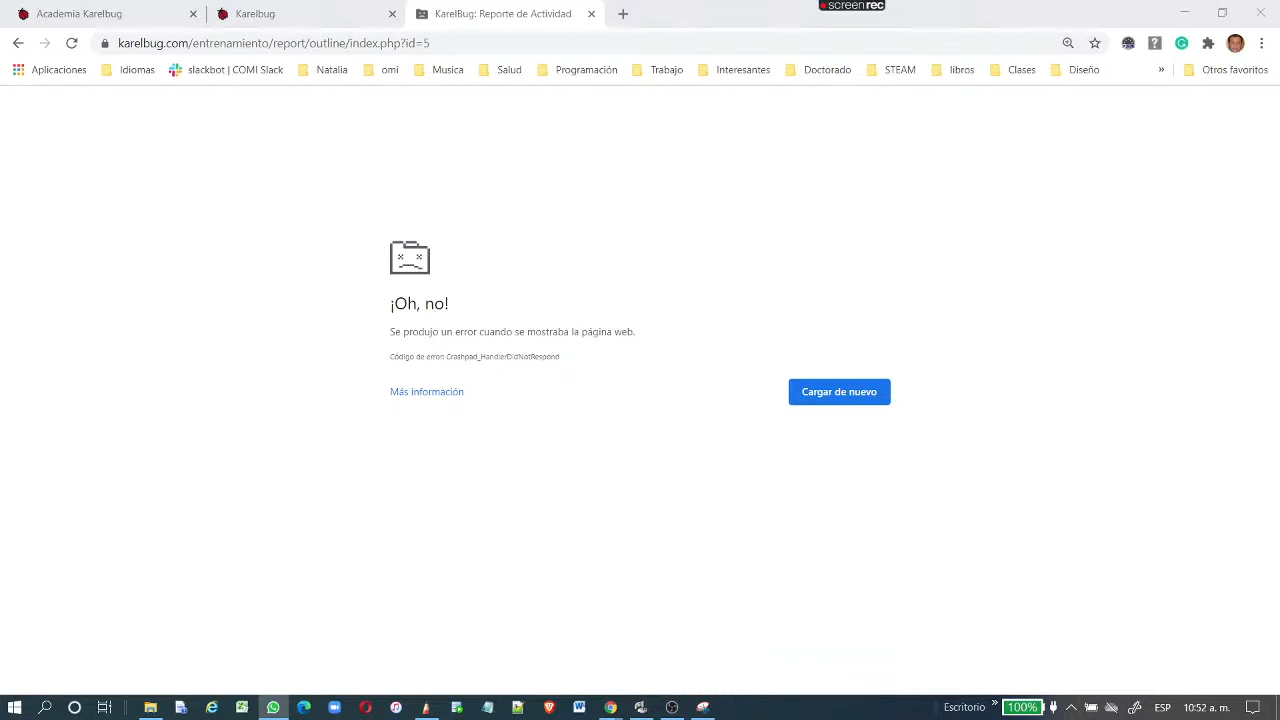 screenrec
Academia KarelBug
Karelbug
KarelBug: Reporte de Actividad
karelbug.com/entrenamiento/report/outline/index.php?id=5
Aplicaciones
Idiomas
slackbot | COMI Slack
Natalia
omi
Musica
Salud
Programación
Trabajo
Interesantes
Doctorado
STEAM
libros
Clases
Diseño
»
Otros favoritos
¡Oh, no!
Se produjo un error cuando se mostraba la página web.
Código de error: Crashpad_HandlerDidNotRespond
Más información
Cargar de nuevo
Escritorio
»
100%
ESP
10:52 a. m.